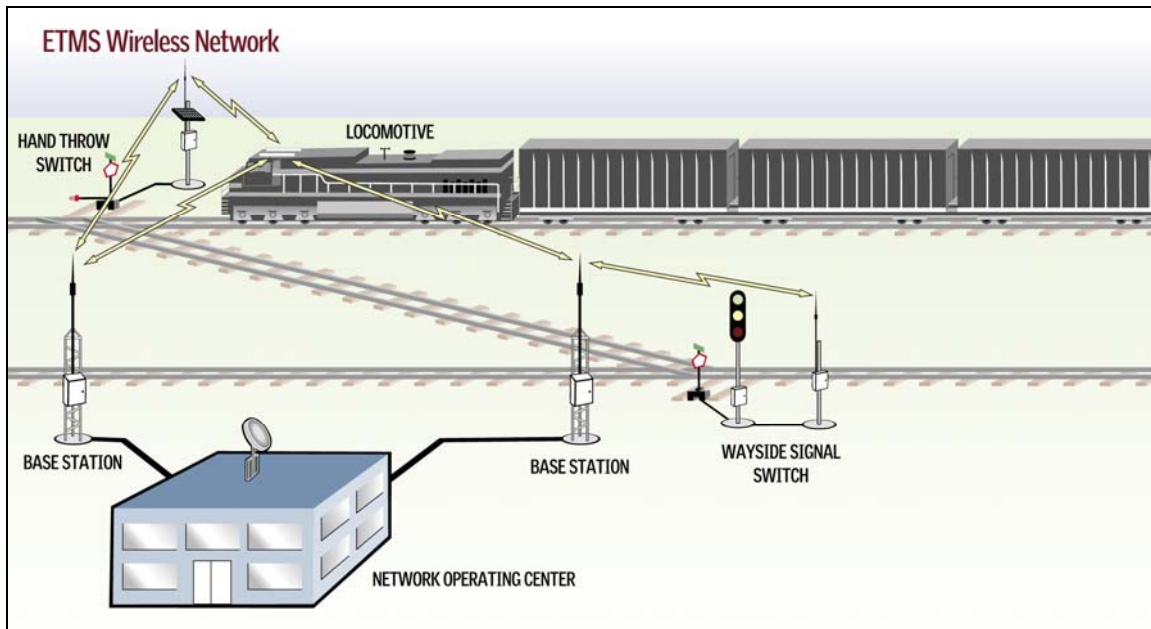 ETMS Wireless Network
HAND THROW
SWITCH
LOCOMOTIVE
BASE STATION
BASE STATION
WAYSIDE SIGNAL
SWITCH
NETWORK OPERATING CENTER